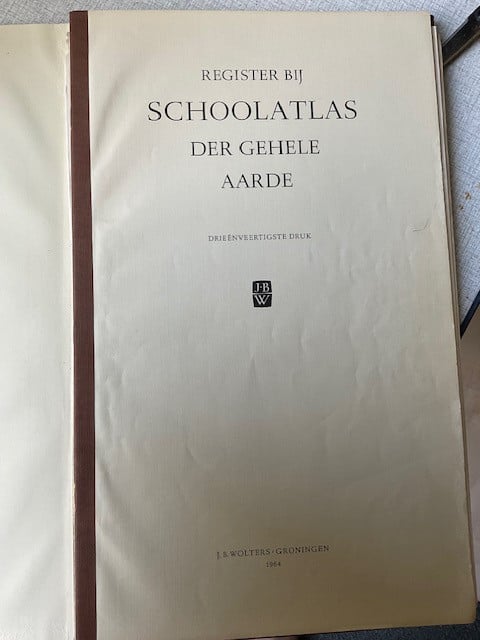 REGISTER BIJ
SCHOOLATLAS
DER GEHELE
AARDE
DRIEËNVEERTIGSTE DRUK
J·B
W
J. B. WOLTERS · GRONINGEN
1964